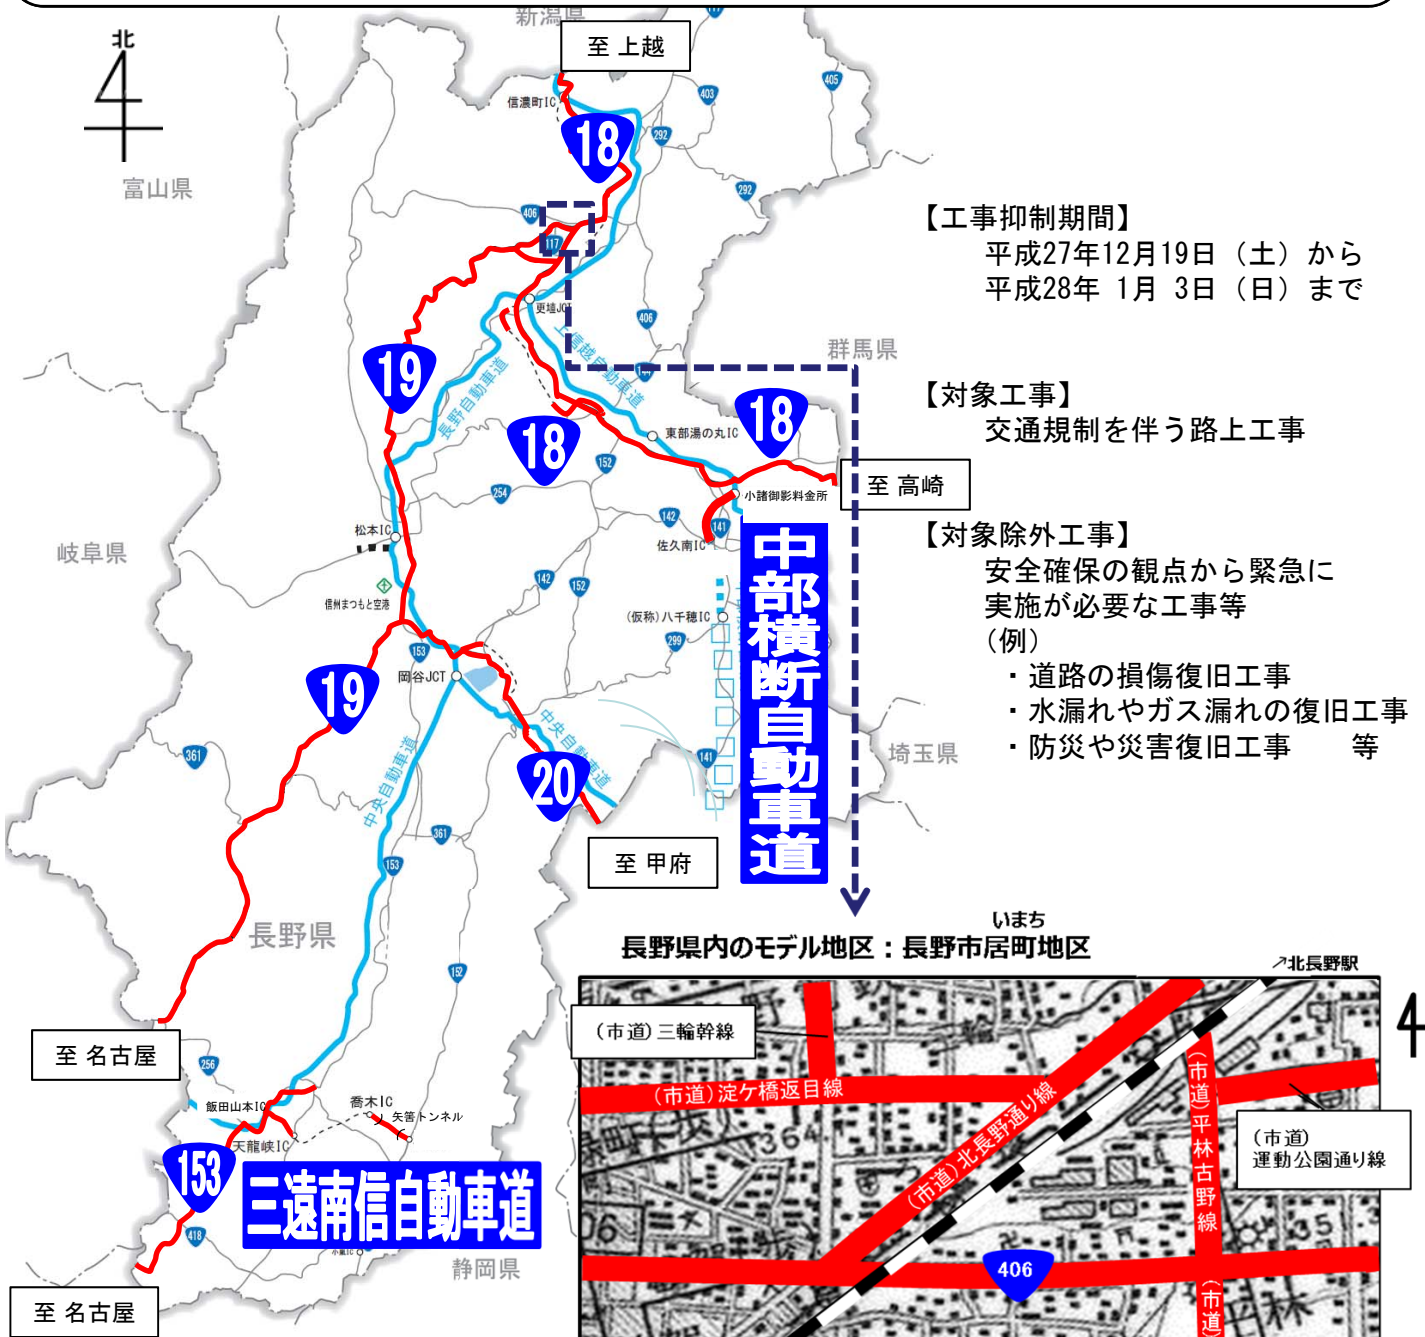 新潟県
至 上越
北
信濃町IC
405
403
18
292
富山県
292
406
117
【工事抑制期間】
平成27年12月19日（土）から
平成28年 1月 3日（日）まで
更埴JCT
406
上信越自動車道
群馬県
19
長野自動車道
18
18
【対象工事】
交通規制を伴う路上工事
東部湯の丸IC
152
至 高崎
254
小諸御影料金所
142
141
松本IC
佐久南IC
岐阜県
【対象除外工事】
安全確保の観点から緊急に
実施が必要な工事等
（例）
・道路の損傷復旧工事
・水漏れやガス漏れの復旧工事
・防災や災害復旧工事　　等
中部横断自動車道
142
152
信州まつもと空港
(仮称)八千穂IC
299
153
岡谷JCT
19
中央自動車道
361
20
141
埼玉県
中央自動車道
361
至 甲府
153
長野県
152
いまち
長野県内のモデル地区：長野市居町地区
↗北長野駅
(市道)三輪幹線
至 名古屋
256
(市道)淀ケ橋返目線
(市道)北長野通り線
(市道)平林古野線
(市道)
運動公園通り線
364
飯田山本IC
喬木IC
矢筈トンネル
天龍峡IC
153
三遠南信自動車道
418
静岡県
35
406
(市道)
林
至 名古屋